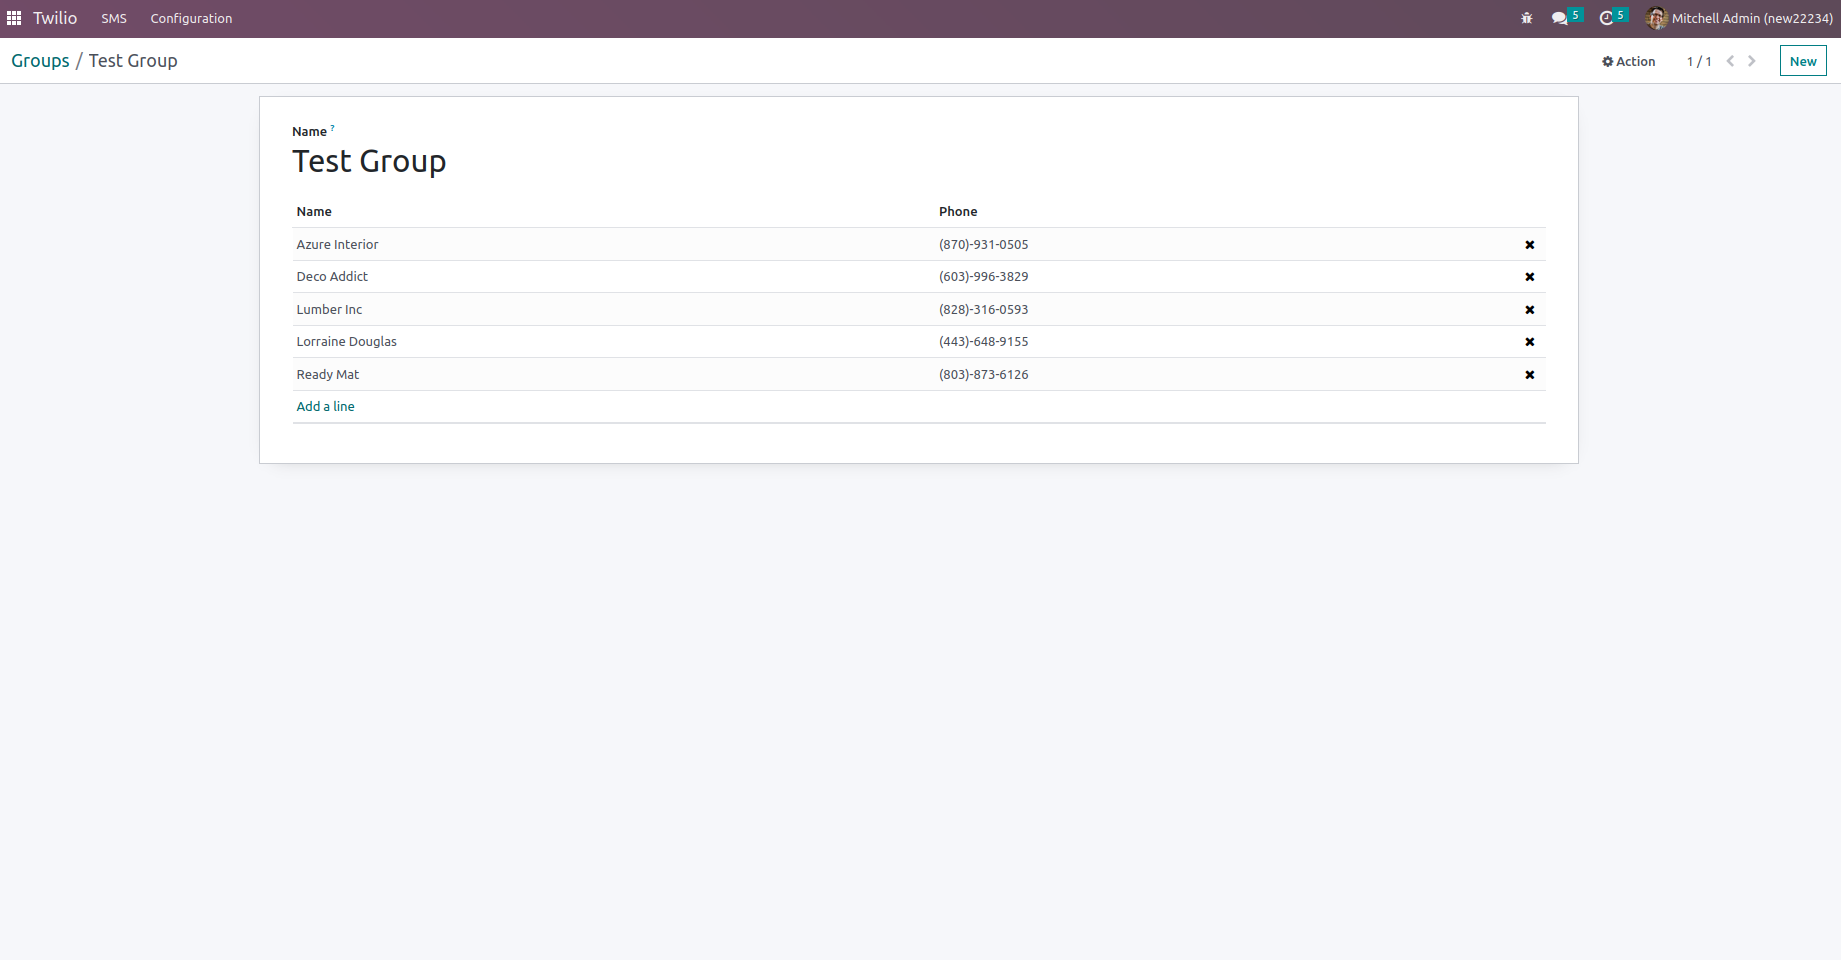 Twilio SMS Configuration 5 5 Mitchell Admin (new22234)
Groups / Test Group Action 1 / 1 New
Name ?
Test Group
Name Phone
Azure Interior (870)-931-0505
Deco Addict (603)-996-3829
Lumber Inc (828)-316-0593
Lorraine Douglas (443)-648-9155
Ready Mat (803)-873-6126
Add a line